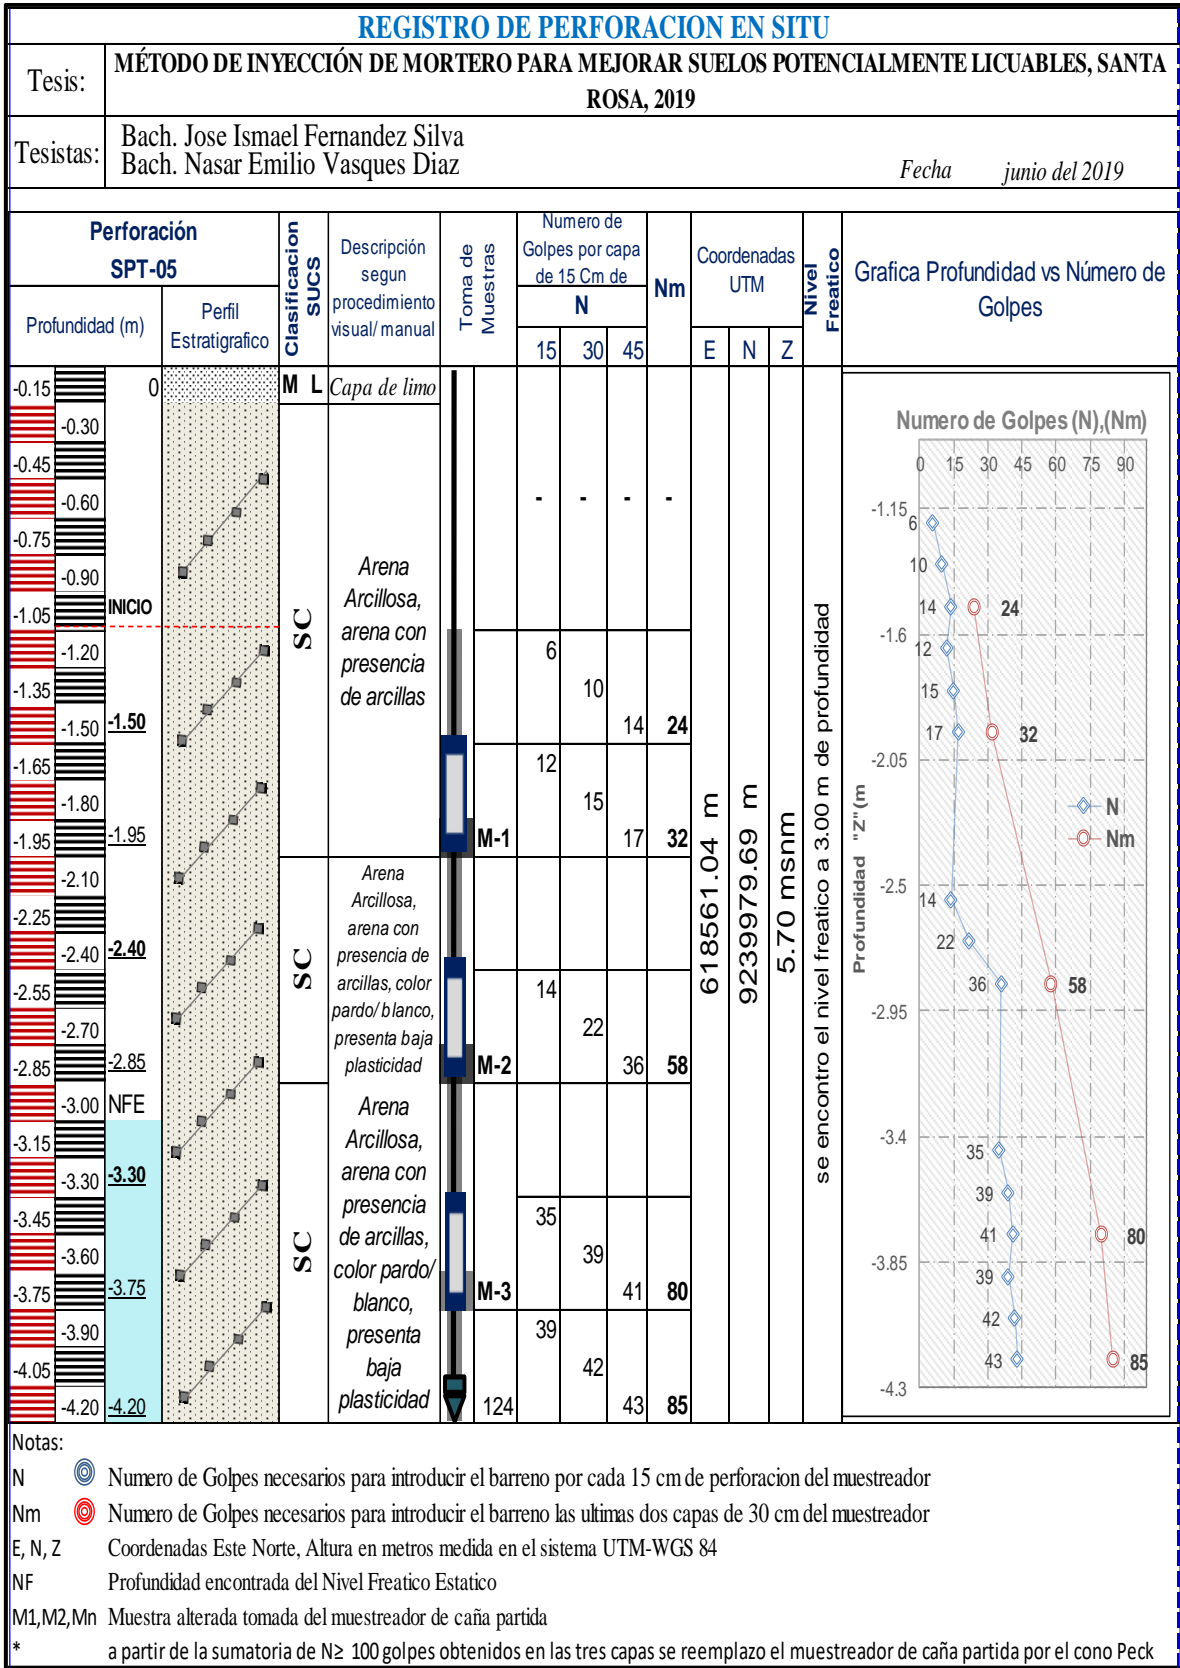 REGISTRO DE PERFORACION EN SITU
Tesis:
MÉTODO DE INYECCIÓN DE MORTERO PARA MEJORAR SUELOS POTENCIALMENTE LICUABLES, SANTA
ROSA, 2019
Tesistas:
Bach. Jose Ismael Fernandez Silva
Bach. Nasar Emilio Vasques Diaz
Fecha junio del 2019
Perforación
SPT-05
Profundidad (m)
Perfil
Estratigrafico
Clasificacion
SUCS
Descripción
segun
procedimiento
visual/ manual
Toma de
Muestras
Numero de
Golpes por capa
de 15 Cm de
N
15 30 45
Nm
Coordenadas
UTM
E N Z
Nivel
Freatico
Grafica Profundidad vs Número de
Golpes
-0.15
-0.30
-0.45
-0.60
-0.75
-0.90
-1.05
-1.20
-1.35
-1.50
-1.65
-1.80
-1.95
-2.10
-2.25
-2.40
-2.55
-2.70
-2.85
-3.00
-3.15
-3.30
-3.45
-3.60
-3.75
-3.90
-4.05
-4.20
0
INICIO
-1.50
-1.95
-2.40
-2.85
NFE
-3.30
-3.75
-4.20
M L
Capa de limo
SC
Arena
Arcillosa,
arena con
presencia
de arcillas
SC
Arena
Arcillosa,
arena con
presencia de
arcillas, color
pardo/ blanco,
presenta baja
plasticidad
SC
Arena
Arcillosa,
arena con
presencia
de arcillas,
color pardo/
blanco,
presenta
baja
plasticidad
M-1
M-2
M-3
124
- - - -
6
10
14 24
12
15
17 32
14
22
36 58
35
39
41 80
39
42
43 85
618561.04 m
9239979.69 m
5.70 msnm
se encontro el nivel freatico a 3.00 m de profundidad
Numero de Golpes (N),(Nm)
0 15 30 45 60 75 90
Profundidad "Z"(m
-1.15
-1.6
-2.05
-2.5
-2.95
-3.4
-3.85
-4.3
6
10
14 24
12
15
17 32
14
22
36 58
35
39
41 80
39
42
43 85
N
Nm
Notas:
N Numero de Golpes necesarios para introducir el barreno por cada 15 cm de perforacion del muestreador
Nm Numero de Golpes necesarios para introducir el barreno las ultimas dos capas de 30 cm del muestreador
E, N, Z Coordenadas Este Norte, Altura en metros medida en el sistema UTM-WGS 84
NF Profundidad encontrada del Nivel Freatico Estatico
M1,M2,Mn Muestra alterada tomada del muestreador de caña partida
* a partir de la sumatoria de N≥ 100 golpes obtenidos en las tres capas se reemplazo el muestreador de caña partida por el cono Peck